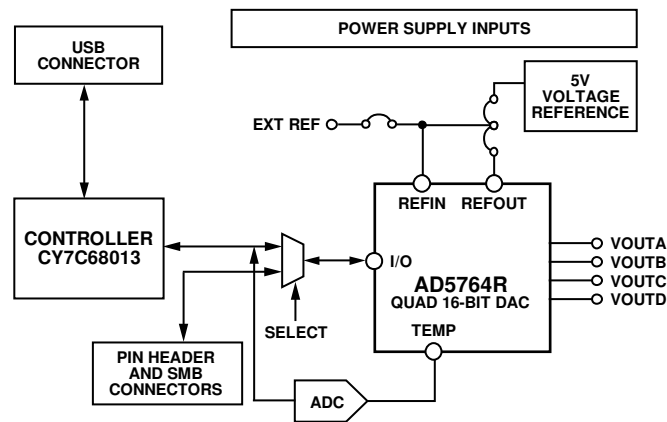 USB
CONNECTOR
POWER SUPPLY INPUTS
5V
VOLTAGE
REFERENCE
EXT REF
REFIN
REFOUT
CONTROLLER
CY7C68013
I/O
AD5764R
QUAD 16-BIT DAC
TEMP
VOUTA
VOUTB
VOUTC
VOUTD
SELECT
PIN HEADER
AND SMB
CONNECTORS
ADC